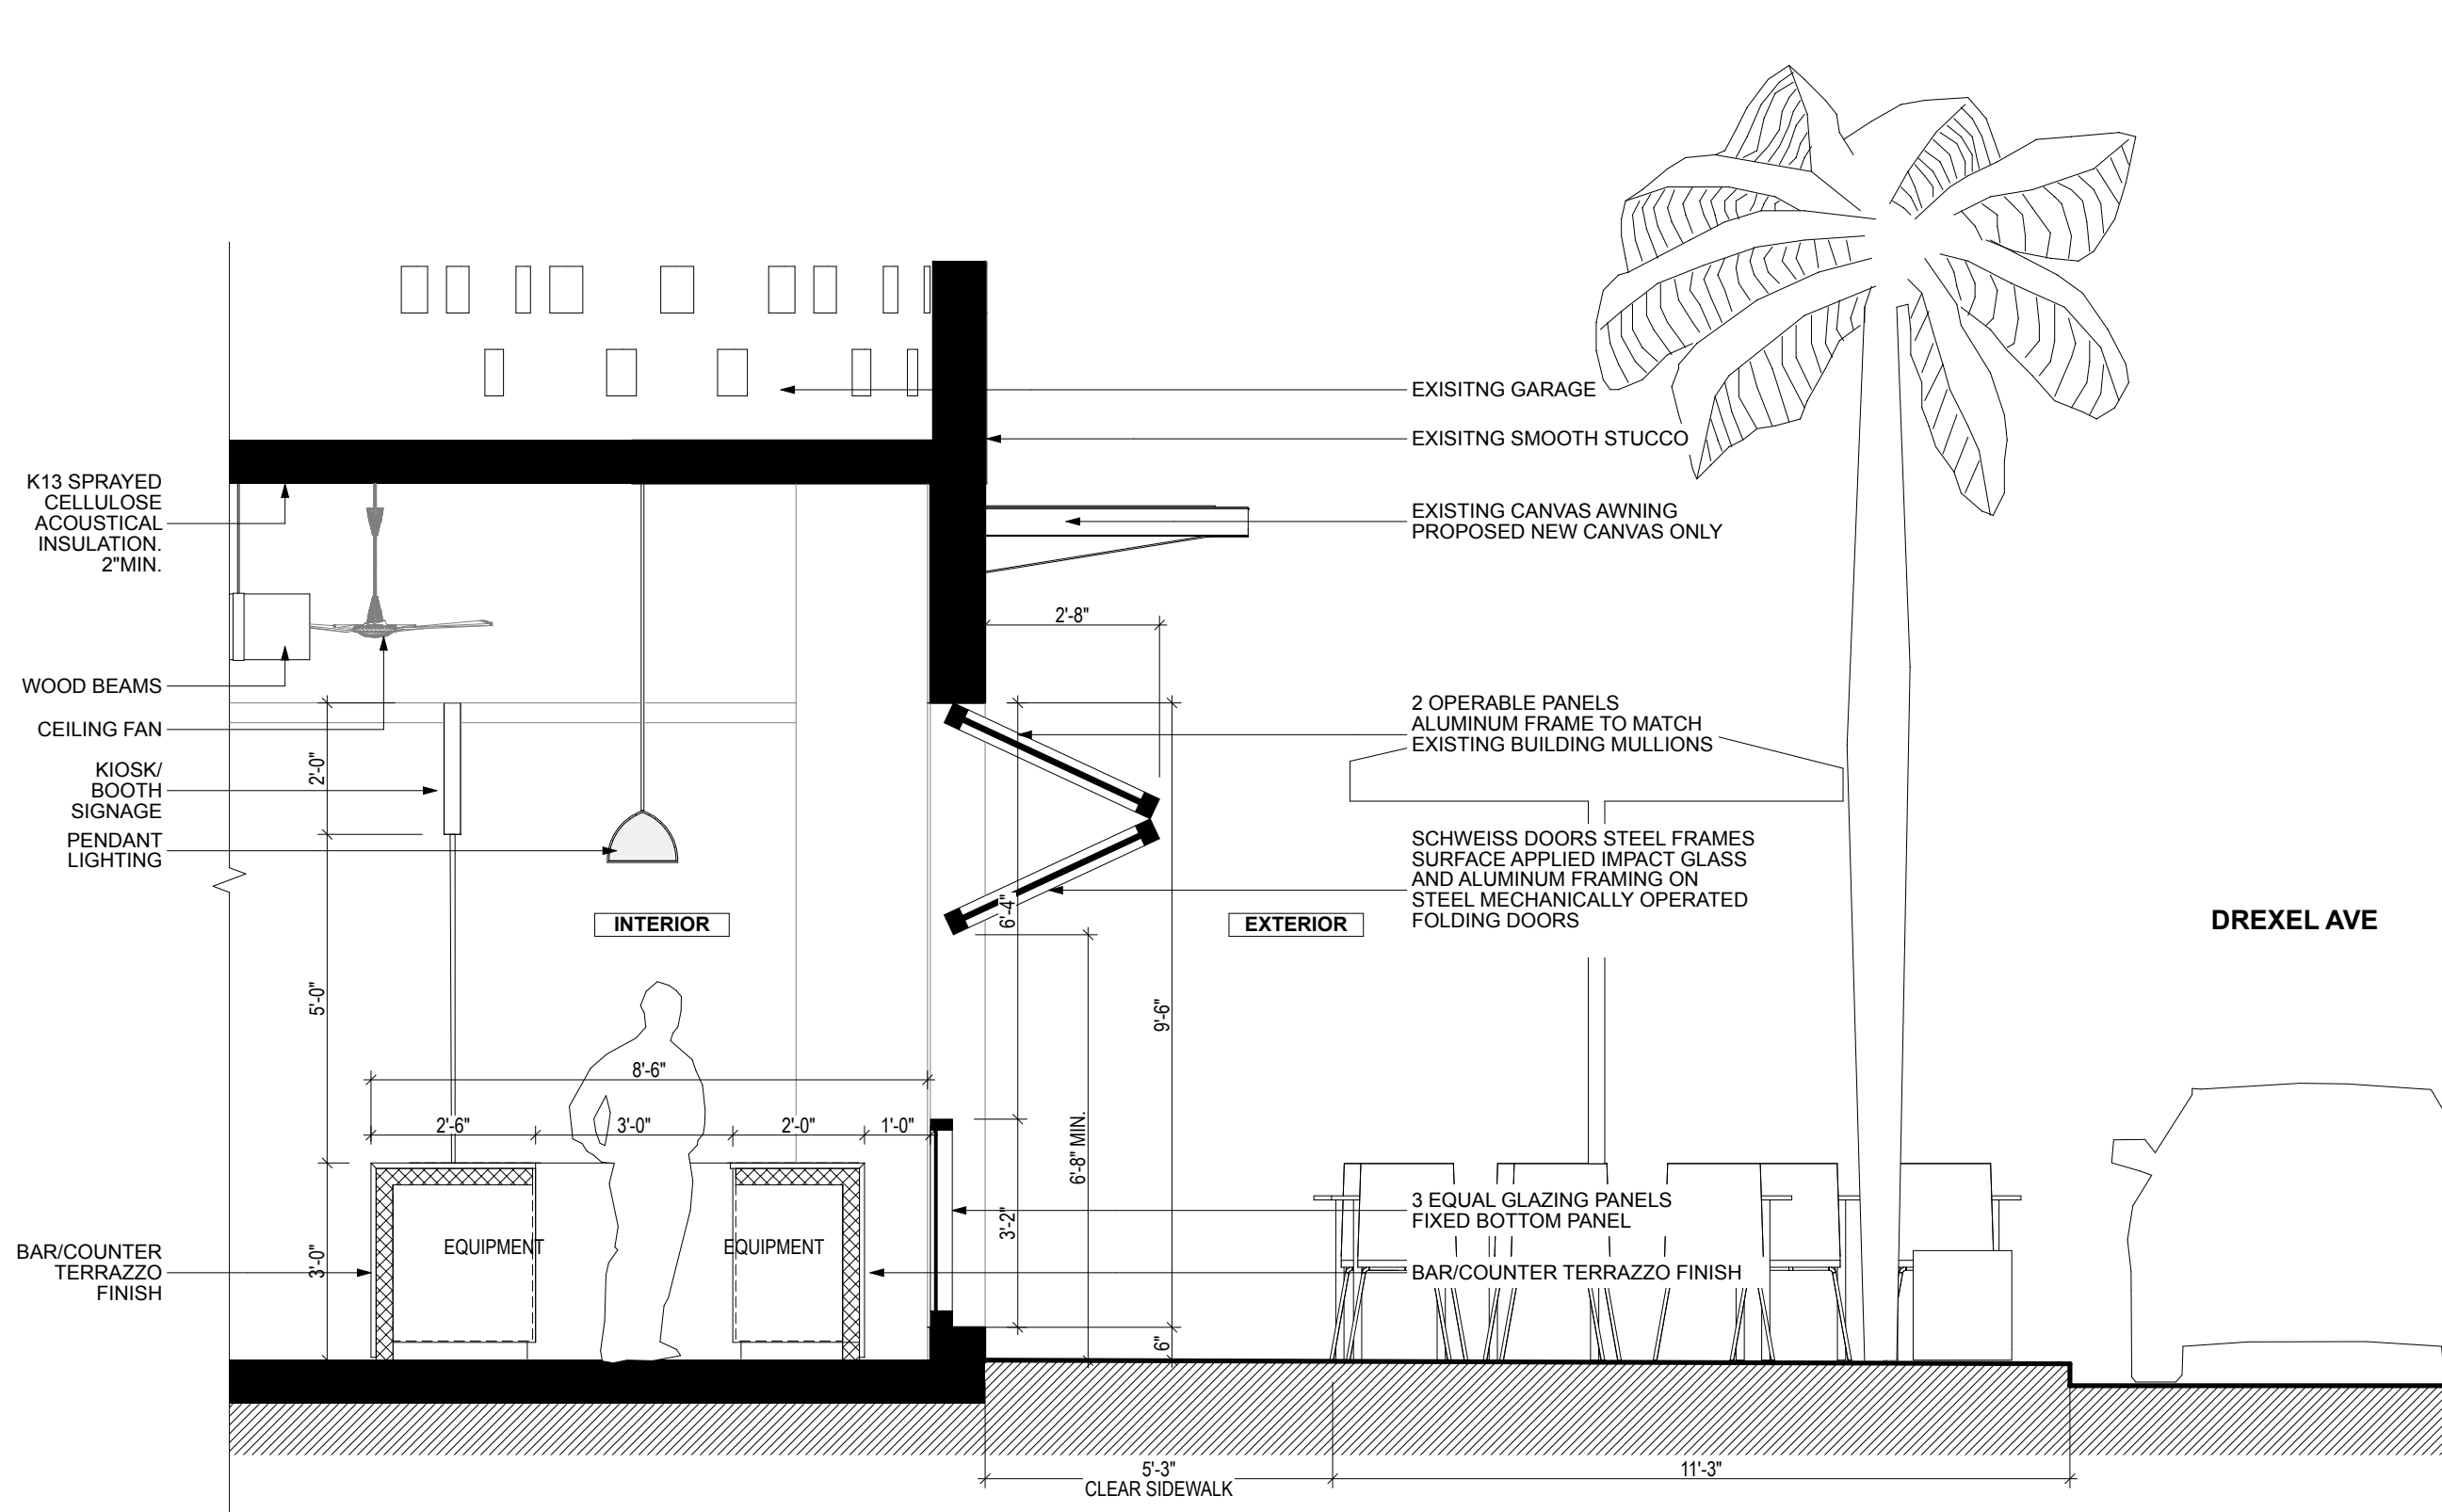 EXISITNG GARAGE
EXISITNG SMOOTH STUCCO
K13 SPRAYED
CELLULOSE
ACOUSTICAL
INSULATION.
2"MIN.
EXISTING CANVAS AWNING
PROPOSED NEW CANVAS ONLY
2'-8"
WOOD BEAMS
CEILING FAN
2 OPERABLE PANELS
ALUMINUM FRAME TO MATCH
EXISTING BUILDING MULLIONS
KIOSK/
BOOTH
SIGNAGE
2'-0"
PENDANT
LIGHTING
SCHWEISS DOORS STEEL FRAMES
SURFACE APPLIED IMPACT GLASS
AND ALUMINUM FRAMING ON
STEEL MECHANICALLY OPERATED
FOLDING DOORS
INTERIOR
6'-4"
EXTERIOR
DREXEL AVE
5'-0"
9'-6"
8'-6"
2'-6"
3'-0"
2'-0"
1'-0"
6'-8" MIN.
3 EQUAL GLAZING PANELS
FIXED BOTTOM PANEL
3'-2"
EQUIPMENT
EQUIPMENT
BAR/COUNTER
TERRAZZO
FINISH
3'-0"
BAR/COUNTER TERRAZZO FINISH
6"
5'-3"
CLEAR SIDEWALK
11'-3"